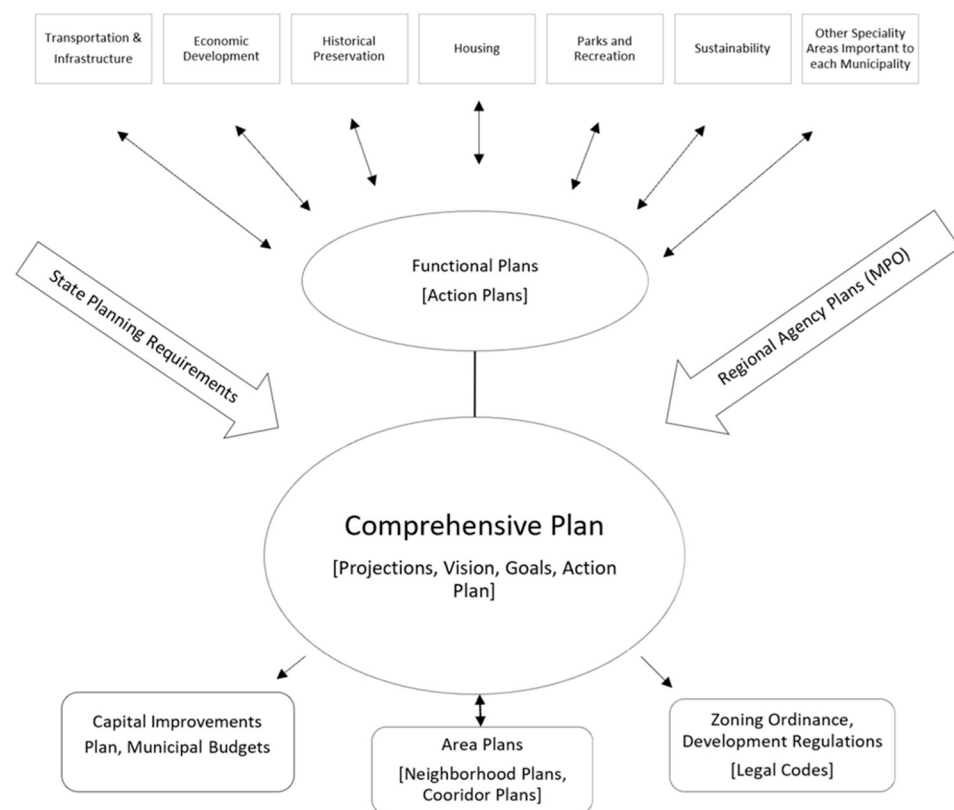 Transportation &
Infrastructure
Economic
Development
Historical
Preservation
Housing
Parks and
Recreation
Sustainability
Other Speciality
Areas Important to
each Municipality
Functional Plans
[Action Plans]
State Planning Requirements
Regional Agency Plans (MPO)
Comprehensive Plan
[Projections, Vision, Goals, Action
Plan]
Capital Improvements
Plan, Municipal Budgets
Area Plans
[Neighborhood Plans,
Cooridor Plans]
Zoning Ordinance,
Development Regulations
[Legal Codes]